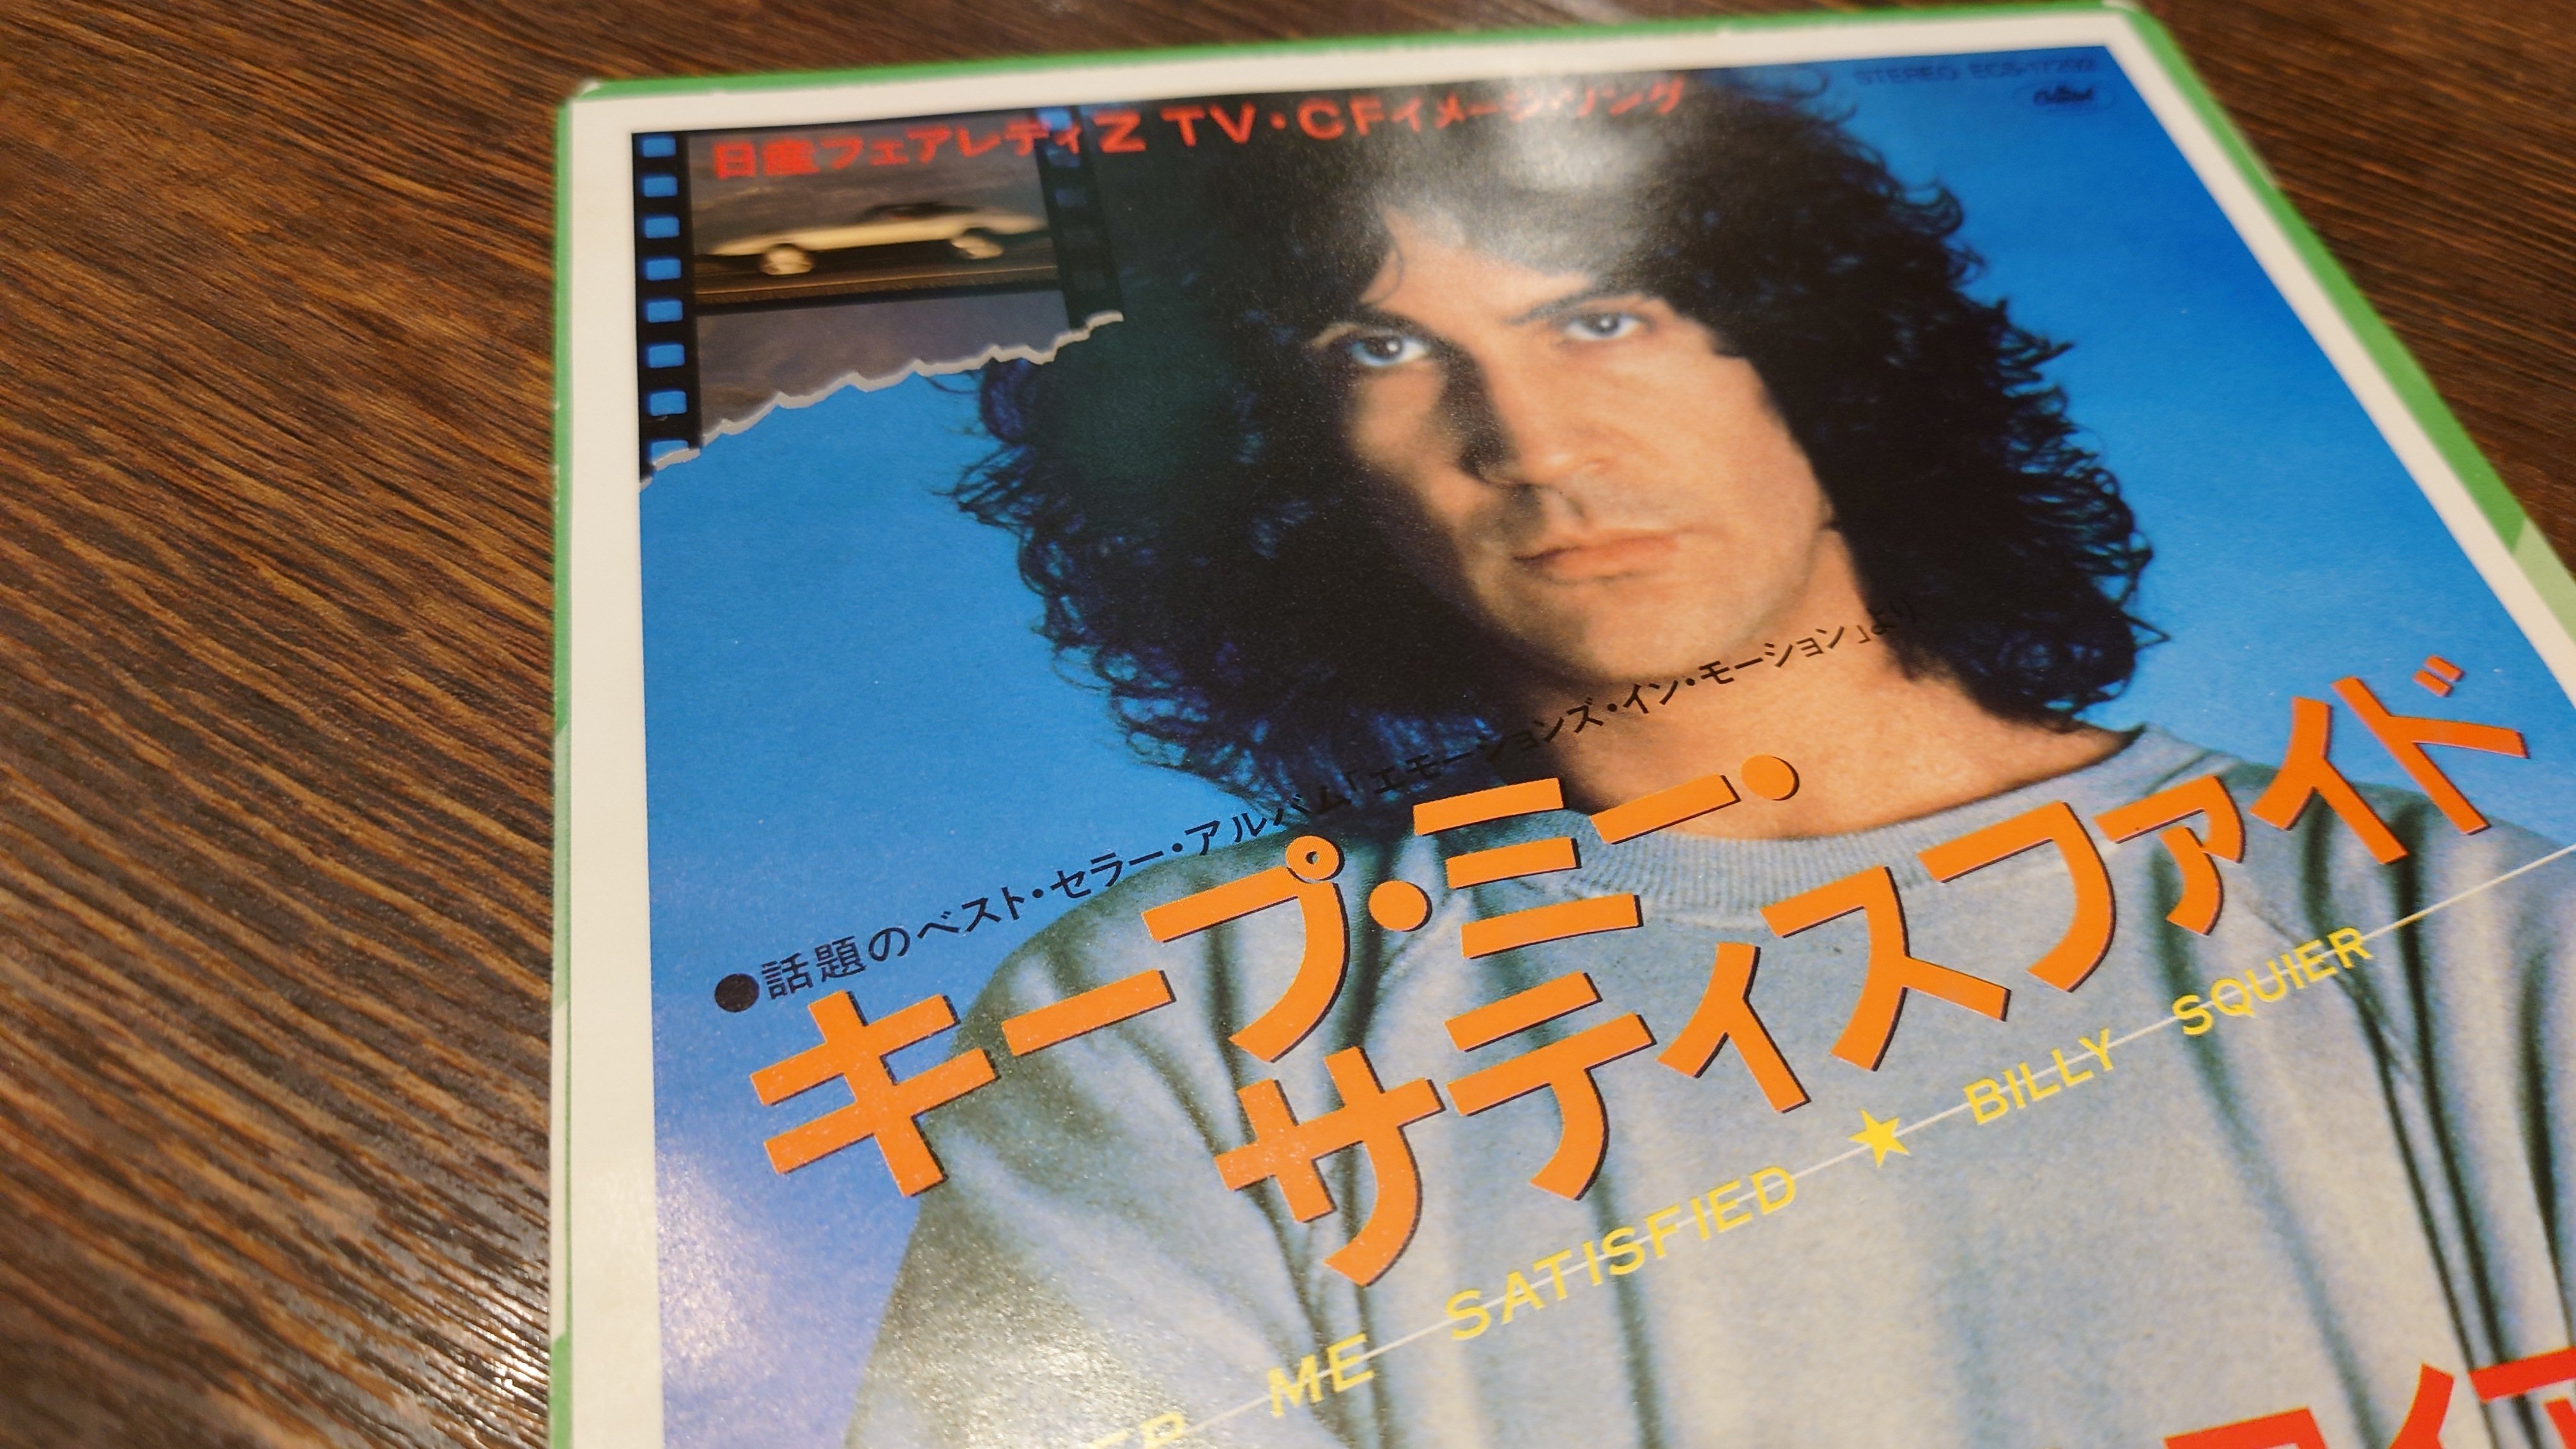 日産フェアレディZ TV・CFイメージ・ソング
STEREO
Capitol
●話題のベスト・セラー・アルバム「エモーションズ・イン・モーション」より
キープ・ミー・
サティスファイド
ME SATISFIED ★ BILLY SQUIER